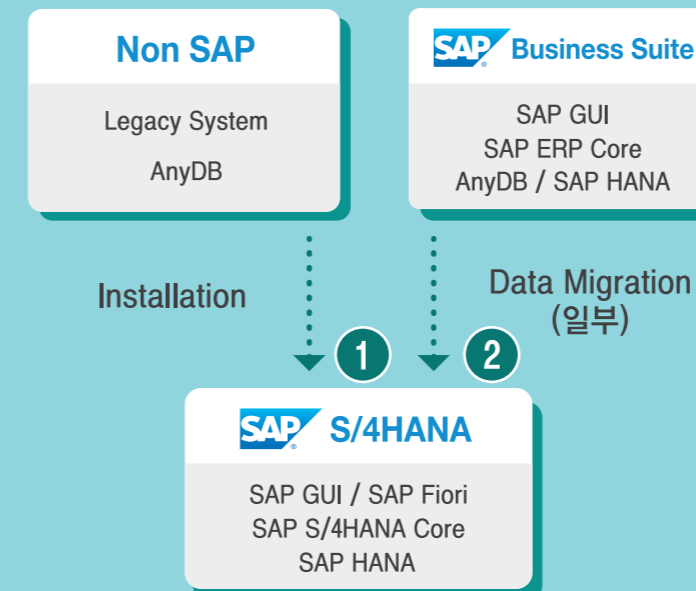 Non SAP
Legacy System
AnyDB
SAP® Business Suite
SAP GUI
SAP ERP Core
AnyDB / SAP HANA
Installation
Data Migration
(일부)
1
2
SAP® S/4HANA
SAP GUI / SAP Fiori
SAP S/4HANA Core
SAP HANA